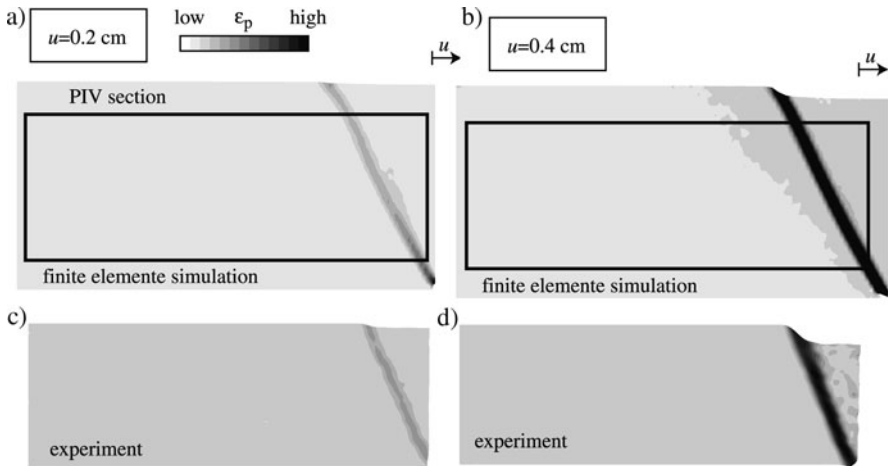 a)
u=0.2 cm
low εp high
u
PIV section
finite elemente simulation
b)
u=0.4 cm
u
finite elemente simulation
c)
experiment
d)
experiment